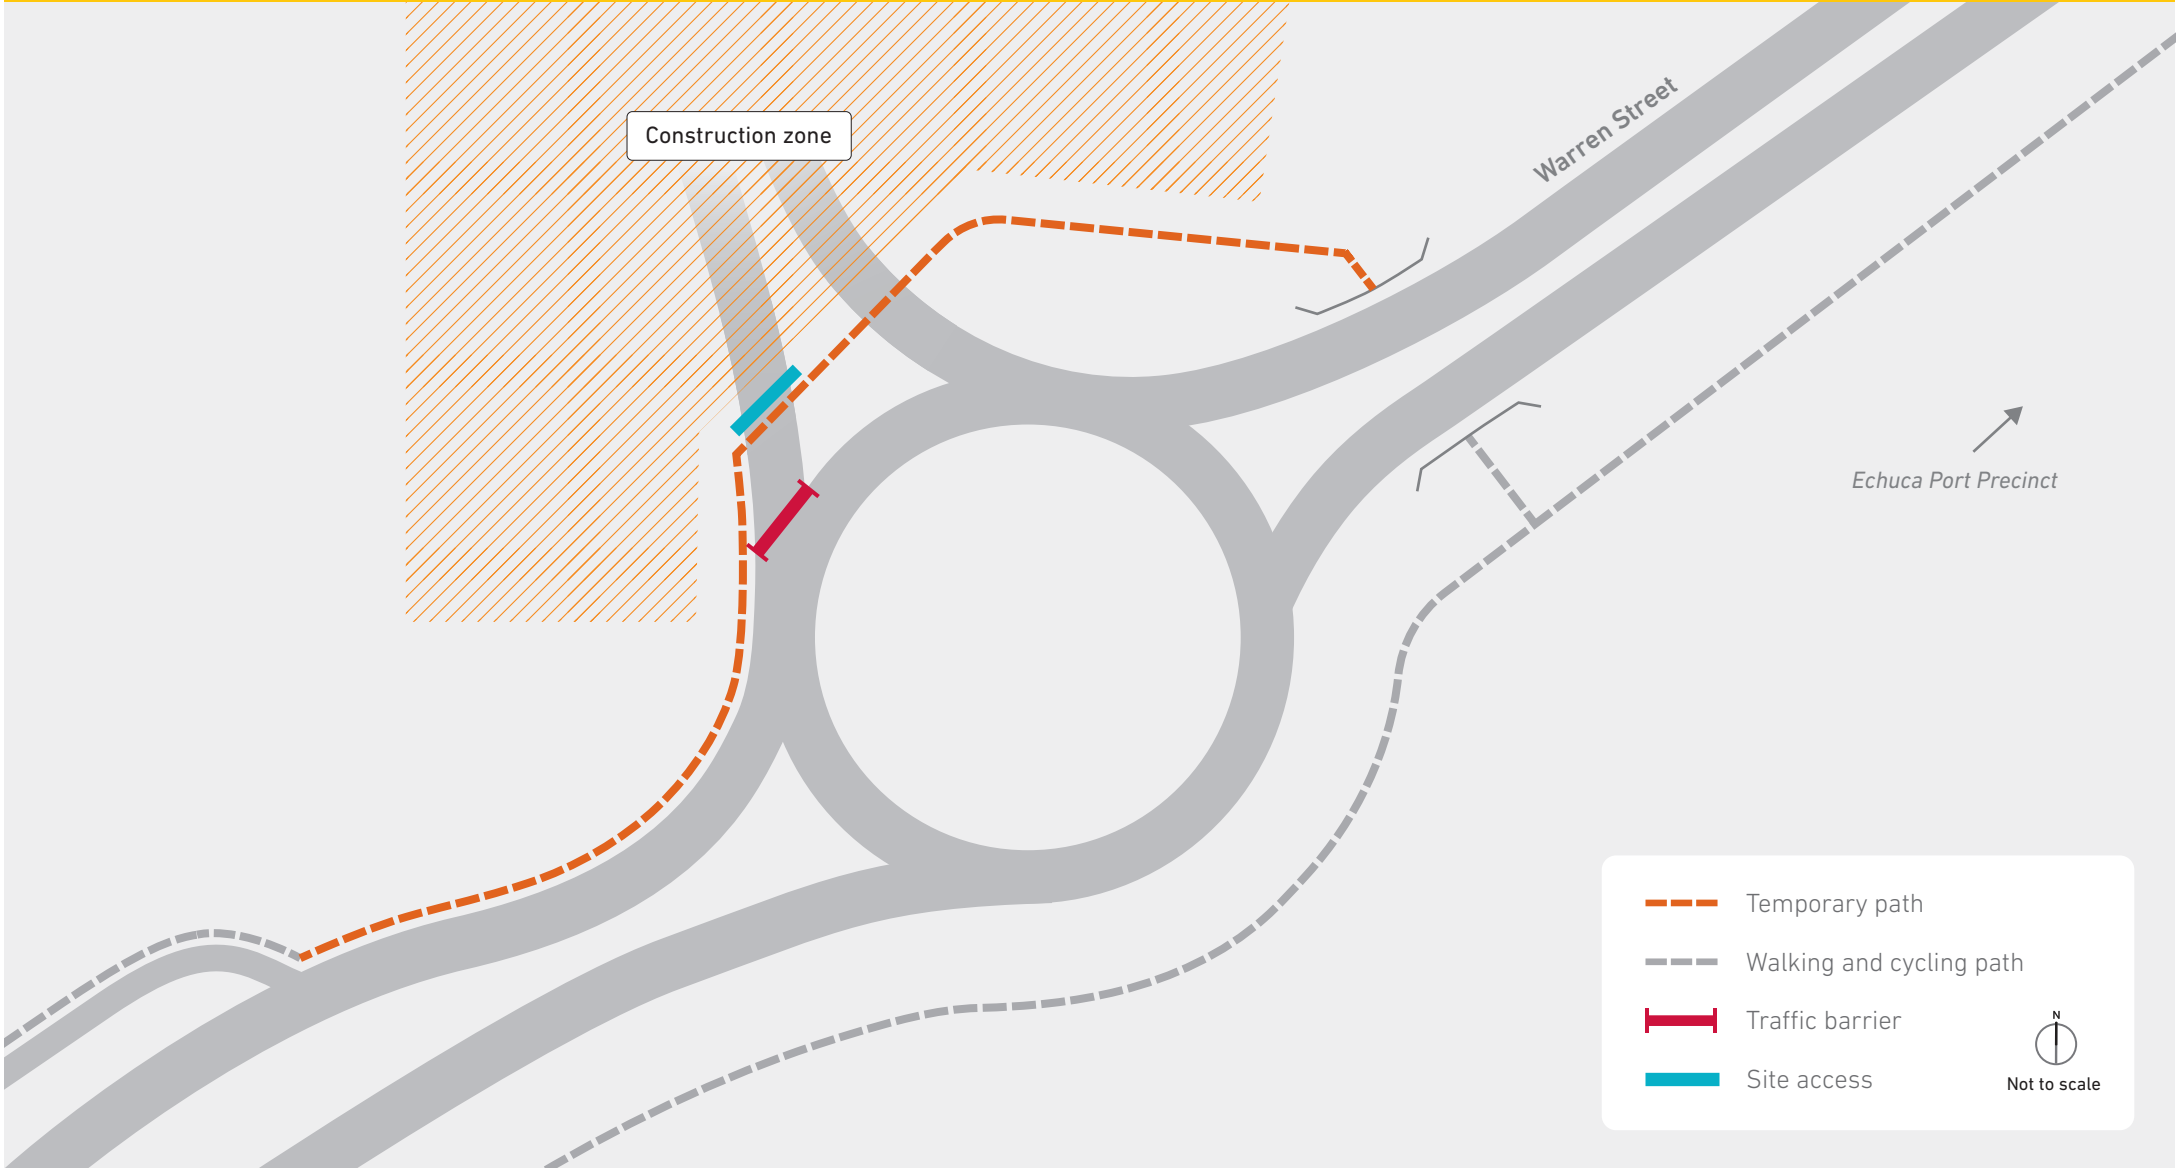 Construction zone
Warren Street
Echuca Port Precinct
Temporary path
Walking and cycling path
Traffic barrier
Site access
N
Not to scale